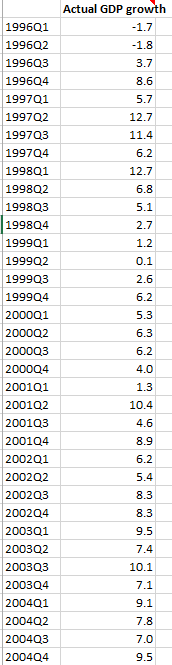 Actual GDP growth
1996Q1 -1.7
1996Q2 -1.8
1996Q3 3.7
1996Q4 8.6
1997Q1 5.7
1997Q2 12.7
1997Q3 11.4
1997Q4 6.2
1998Q1 12.7
1998Q2 6.8
1998Q3 5.1
1998Q4 2.7
1999Q1 1.2
1999Q2 0.1
1999Q3 2.6
1999Q4 6.2
2000Q1 5.3
2000Q2 6.3
2000Q3 6.2
2000Q4 4.0
2001Q1 1.3
2001Q2 10.4
2001Q3 4.6
2001Q4 8.9
2002Q1 6.2
2002Q2 5.4
2002Q3 8.3
2002Q4 8.3
2003Q1 9.5
2003Q2 7.4
2003Q3 10.1
2003Q4 7.1
2004Q1 9.1
2004Q2 7.8
2004Q3 7.0
2004Q4 9.5